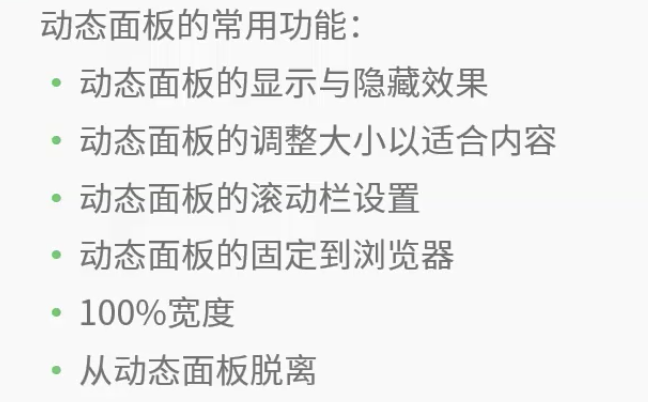 动态面板的常用功能：
• 动态面板的显示与隐藏效果
• 动态面板的调整大小以适合内容
• 动态面板的滚动栏设置
• 动态面板的固定到浏览器
• 100%宽度
• 从动态面板脱离